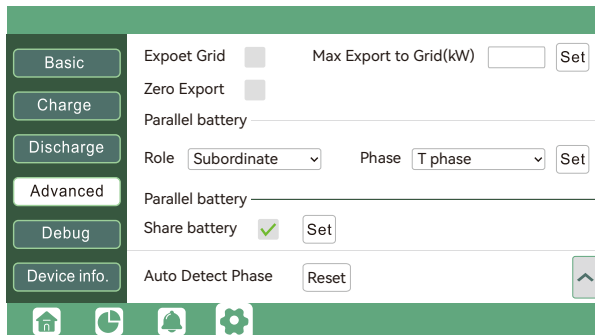 Basic
Charge
Discharge
Advanced
Debug
Device info.
Expoet Grid Max Export to Grid(kW) Set
Zero Export
Parallel battery
Role Subordinate Phase T phase Set
Parallel battery
Share battery Set
Auto Detect Phase Reset